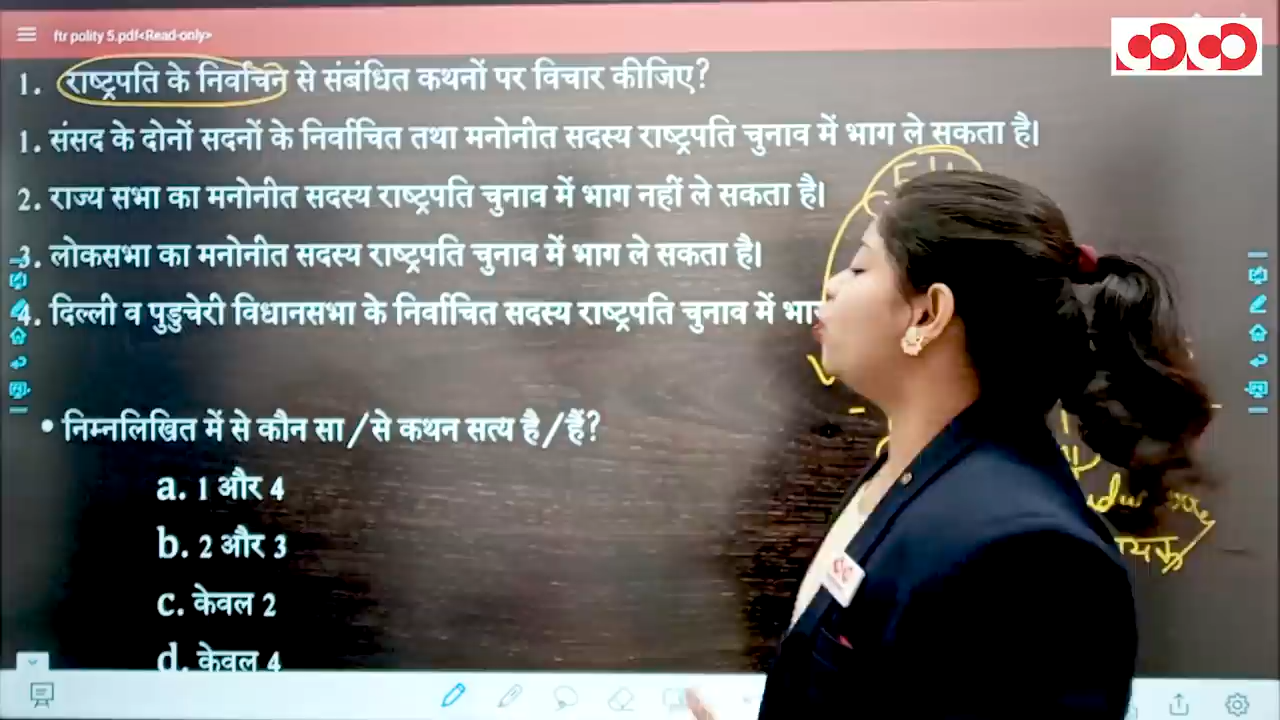 ftr polity 5.pdf<Read-only>
1. राष्ट्रपति के निर्वाचन से संबंधित कथनों पर विचार कीजिए?
1. संसद के दोनों सदनों के निर्वाचित तथा मनोनीत सदस्य राष्ट्रपति चुनाव में भाग ले सकता है।
2. राज्य सभा का मनोनीत सदस्य राष्ट्रपति चुनाव में भाग नहीं ले सकता है।
3. लोकसभा का मनोनीत सदस्य राष्ट्रपति चुनाव में भाग ले सकता है।
4. दिल्ली व पुडुचेरी विधानसभा के निर्वाचित सदस्य राष्ट्रपति चुनाव में
• निम्नलिखित में से कौन सा/से कथन सत्य है/हैं?
a. 1 और 4
b. 2 और 3
c. केवल 2
d. केवल 4